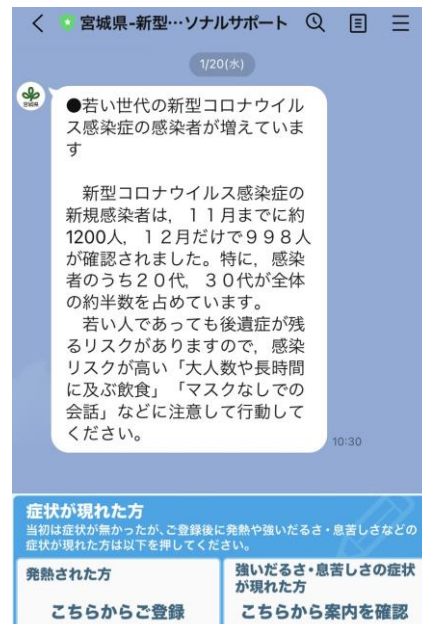 宮城県-新型…ソナルサポート
1/20(水)
●若い世代の新型コロナウイル
ス感染症の感染者が増えていま
す
　新型コロナウイルス感染症の
新規感染者は，１１月までに約
1200人，１２月だけで９９８人
が確認されました。特に，感染
者のうち２０代，３０代が全体
の約半数を占めています。
　若い人であっても後遺症が残
るリスクがありますので，感染
リスクが高い「大人数や長時間
に及ぶ飲食」「マスクなしでの
会話」などに注意して行動して
ください。
10:30
症状が現れた方
当初は症状が無かったが、ご登録後に発熱や強いだるさ・息苦しさなどの
症状が現れた方は以下を押してください。
発熱された方
こちらからご登録
強いだるさ・息苦しさの症状
が現れた方
こちらから案内を確認